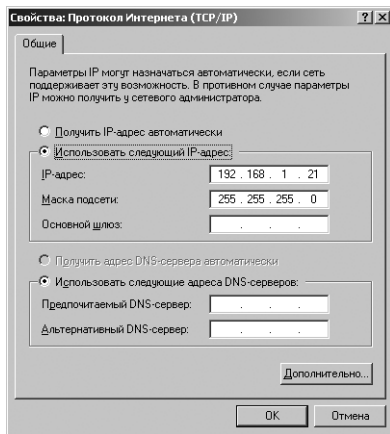 Свойства: Протокол Интернета (TCP/IP)
Общие
Параметры IP могут назначаться автоматически, если сеть
поддерживает эту возможность. В противном случае параметры
IP можно получить у сетевого администратора.
Получить IP-адрес автоматически
Использовать следующий IP-адрес:
IP-адрес: 192 . 168 . 1 . 21
Маска подсети: 255 . 255 . 255 . 0
Основной шлюз: . . .
Получить адрес DNS-сервера автоматически
Использовать следующие адреса DNS-серверов:
Предпочитаемый DNS-сервер: . . .
Альтернативный DNS-сервер: . . .
Дополнительно...
OK Отмена